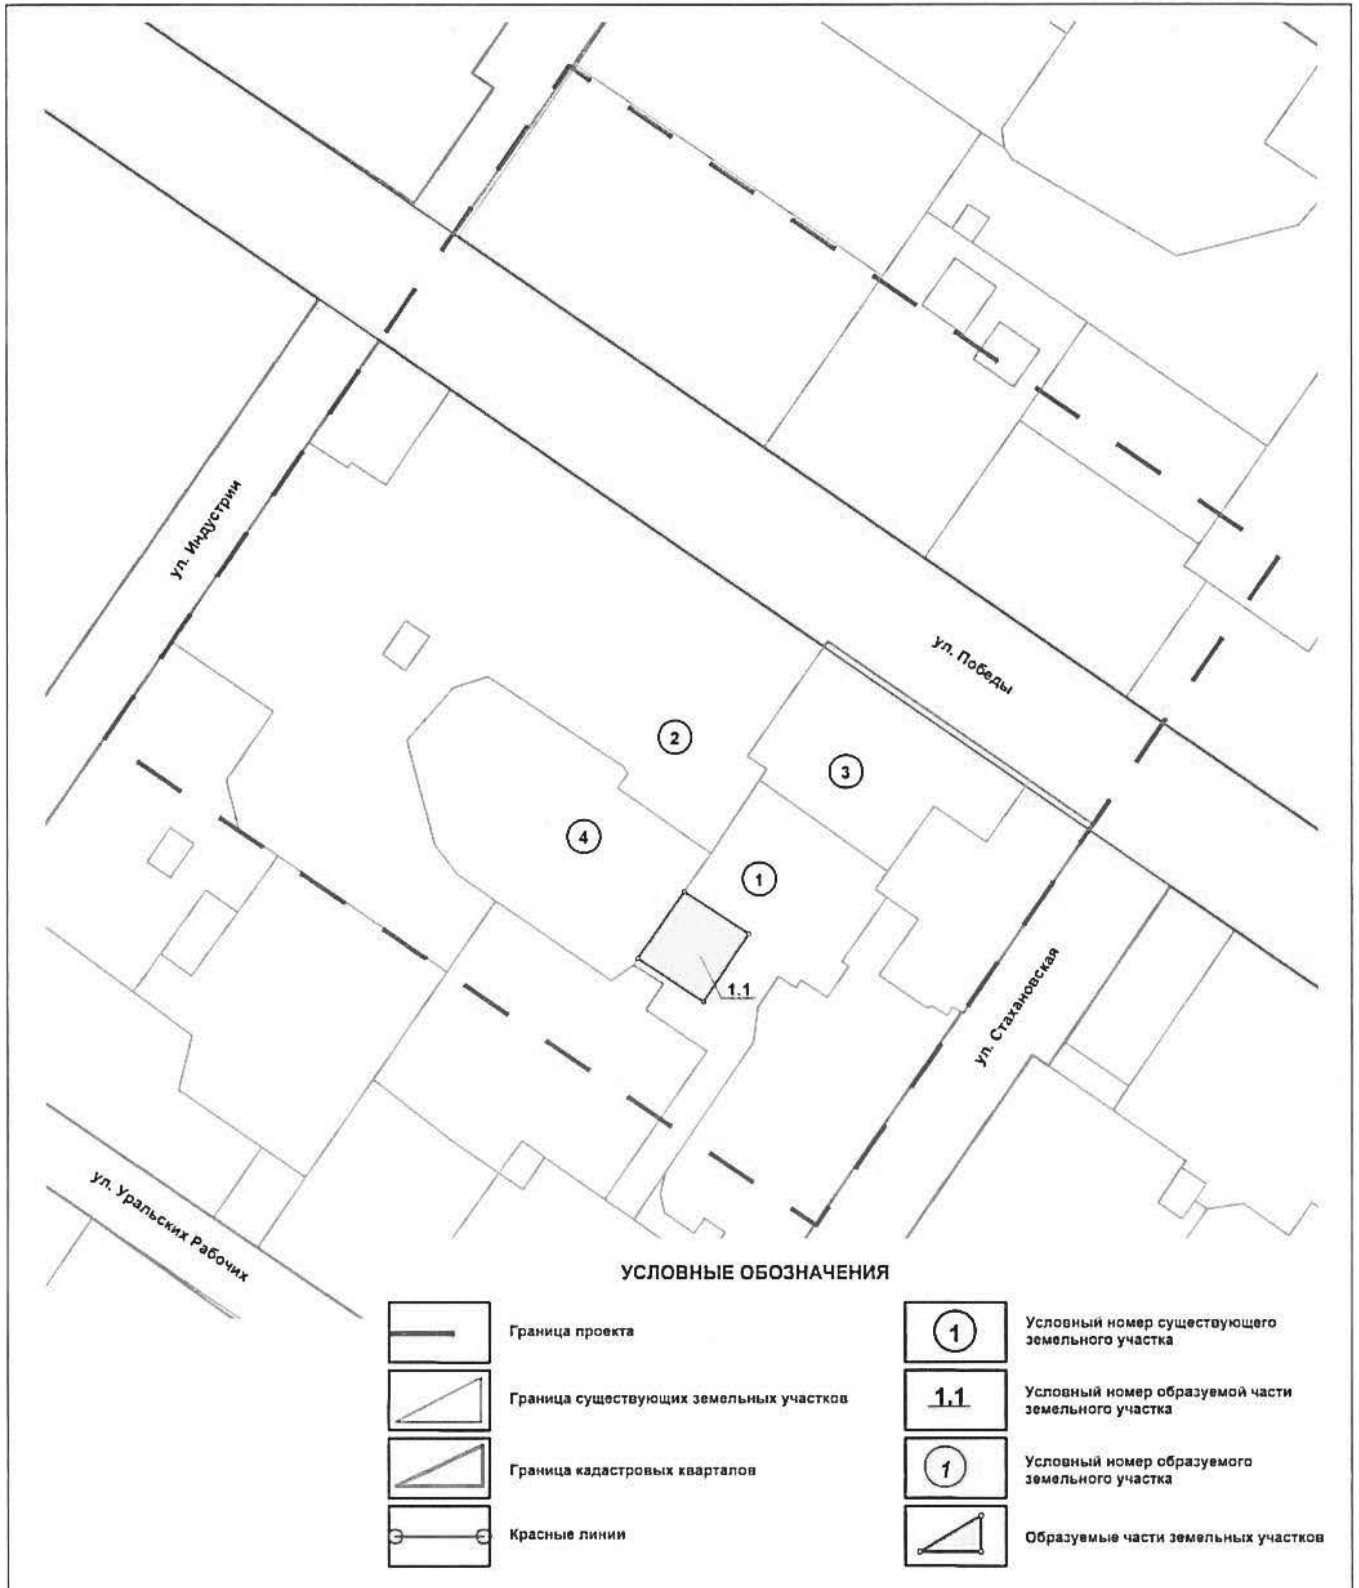 ул. Индустрии
ул. Победы
2
3
4
1
1.1
ул. Стахановская
ул. Уральских Рабочих
УСЛОВНЫЕ ОБОЗНАЧЕНИЯ
Граница проекта
Граница существующих земельных участков
Граница кадастровых кварталов
Красные линии
1
Условный номер существующего
земельного участка
1.1
Условный номер образуемой части
земельного участка
1
Условный номер образуемого
земельного участка
Образуемые части земельных участков